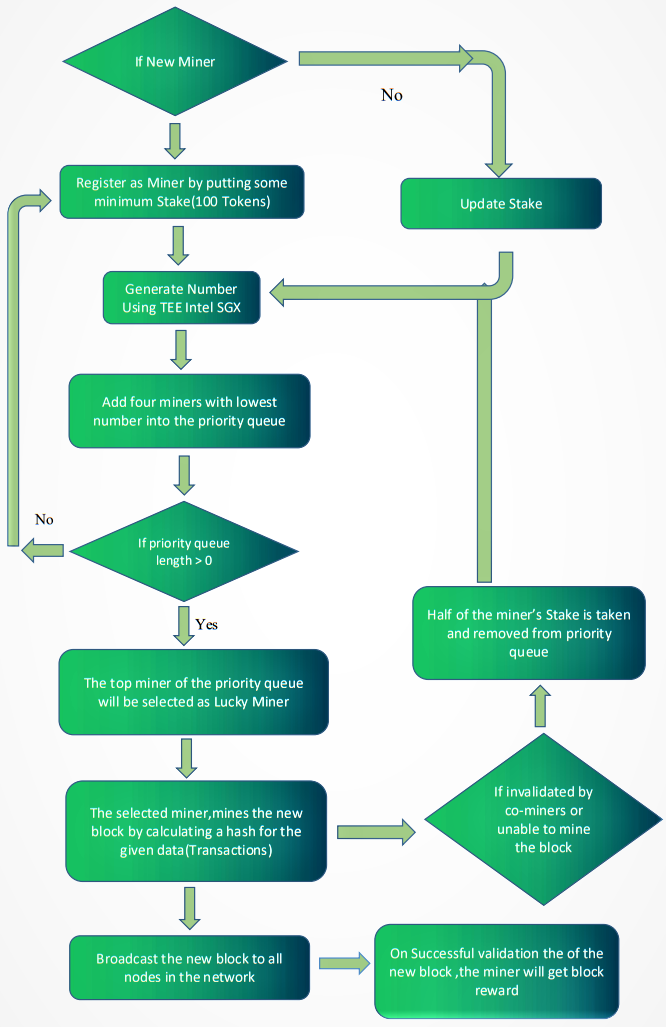 If New Miner
No
Register as Miner by putting some
minimum Stake(100 Tokens)
Update Stake
Generate Number
Using TEE Intel SGX
Add four miners with lowest
number into the priority queue
No
If priority queue
length > 0
Yes
Half of the miner’s Stake is taken
and removed from priority
queue
The top miner of the priority queue
will be selected as Lucky Miner
The selected miner,mines the new
block by calculating a hash for the
given data(Transactions)
If invalidated by
co-miners or
unable to mine
the block
Broadcast the new block to all
nodes in the network
On Successful validation the of the
new block ,the miner will get block
reward